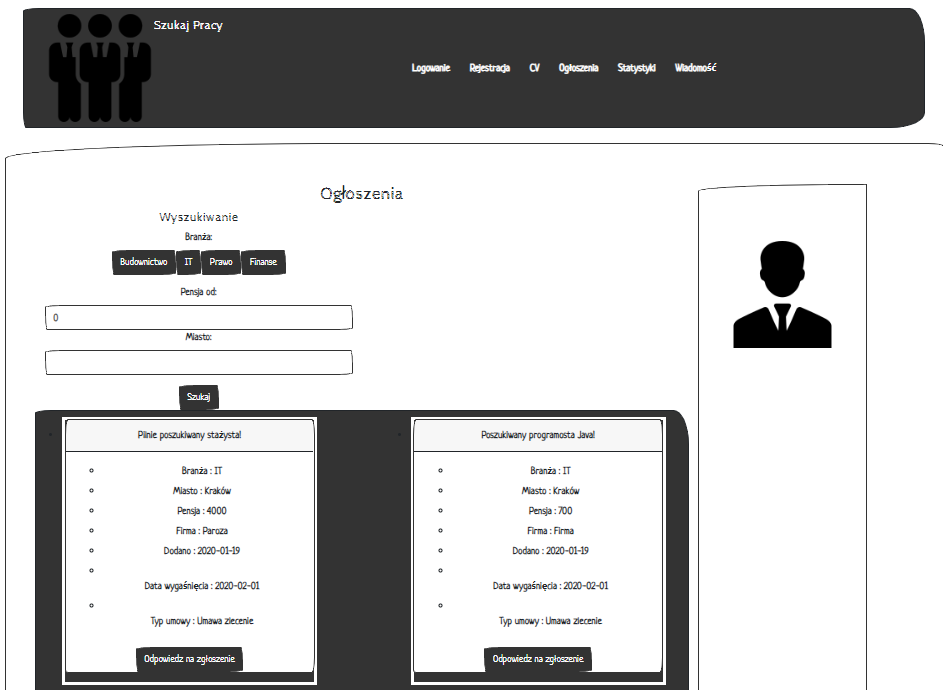 Szukaj Pracy
Logowanie Rejestracja CV Ogłoszenia Statystyki Wiadomość
Ogłoszenia
Wyszukiwanie
Branża:
Budownictwo IT Prawo Finanse
Pensja od:
0
Miasto:
Szukaj
Pilnie poszukiwany stażysta!
Branża : IT
Miasto : Kraków
Pensja : 4000
Firma : Paroza
Dodano : 2020-01-19
Data wygaśnięcia : 2020-02-01
Typ umowy : Umawa zlecenie
Odpowiedz na zgłoszenie
Poszukiwany programosta Java!
Branża : IT
Miasto : Kraków
Pensja : 700
Firma : Firma
Dodano : 2020-01-19
Data wygaśnięcia : 2020-02-01
Typ umowy : Umawa zlecenie
Odpowiedz na zgłoszenie